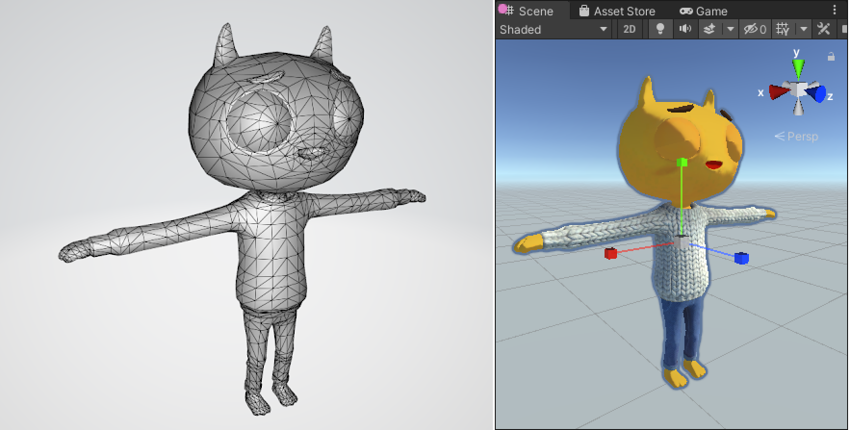 Scene Asset Store Game
Shaded 2D 0
y
x z
Persp